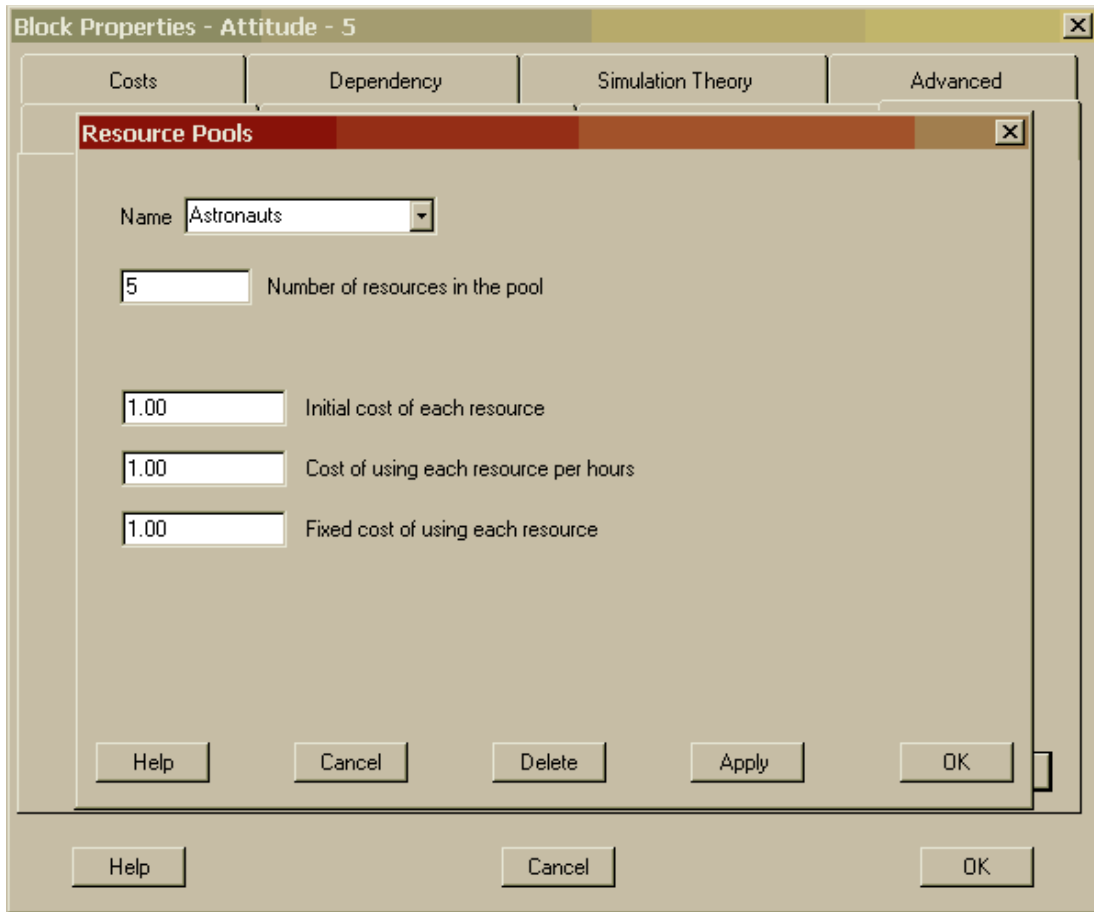 Block Properties - Attitude - 5
Costs Dependency Simulation Theory Advanced
Resource Pools
Name Astronauts
5 Number of resources in the pool
1.00 Initial cost of each resource
1.00 Cost of using each resource per hours
1.00 Fixed cost of using each resource
Help Cancel Delete Apply OK
Help Cancel OK